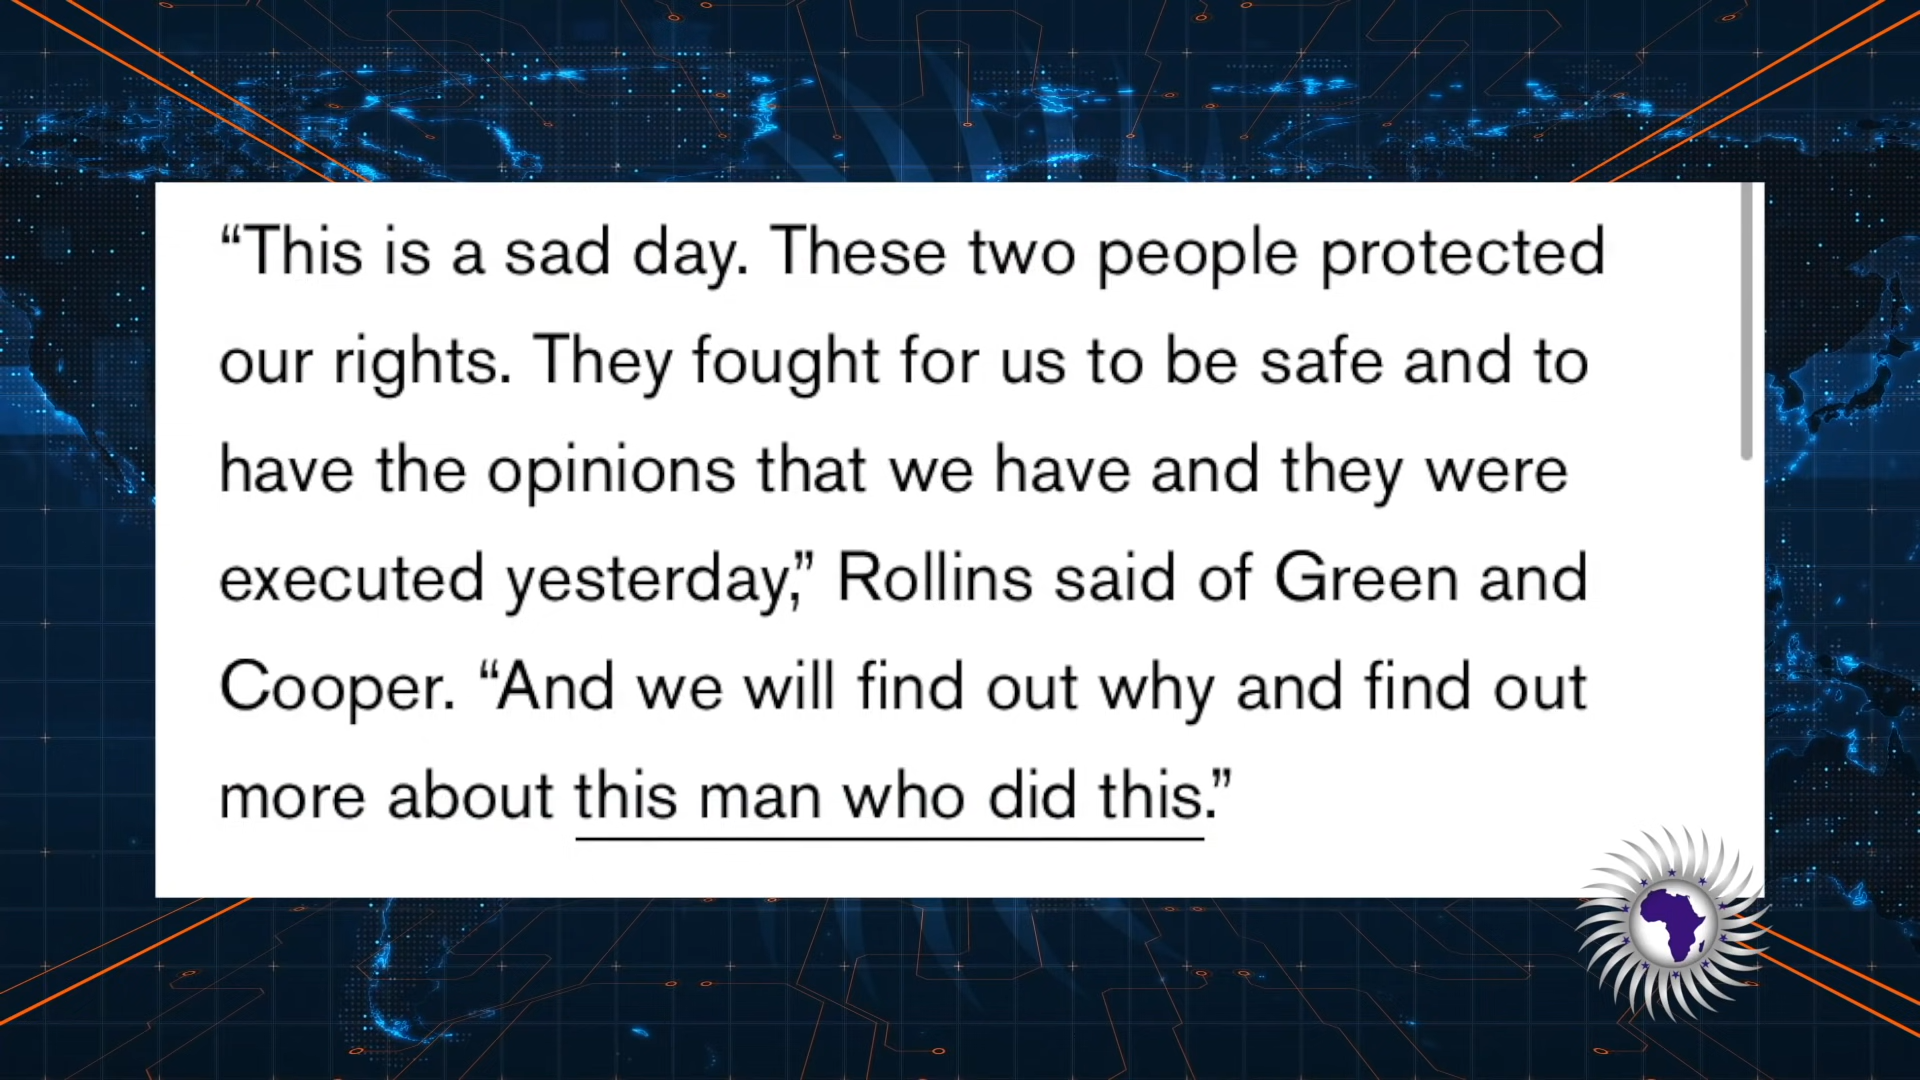 “This is a sad day. These two people protected
our rights. They fought for us to be safe and to
have the opinions that we have and they were
executed yesterday,” Rollins said of Green and
Cooper. “And we will find out why and find out
more about this man who did this.”